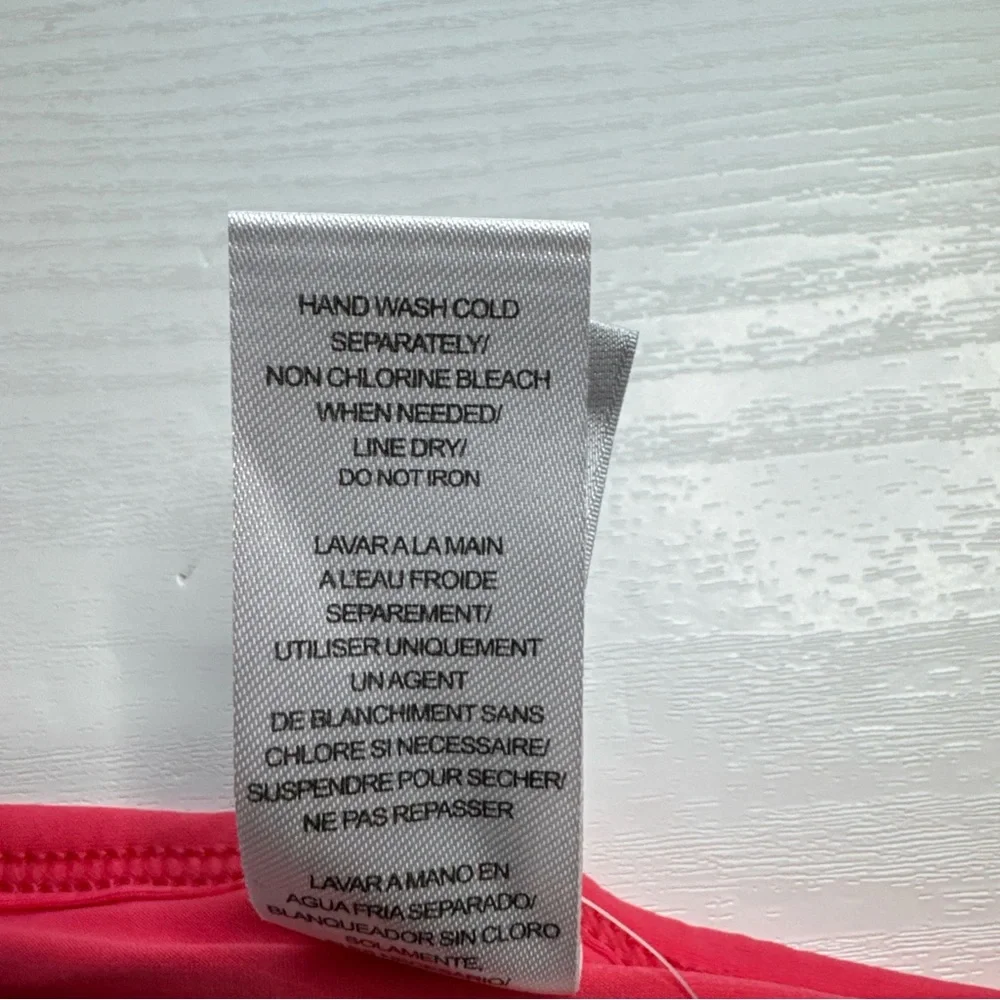 HAND WASH COLD
SEPARATELY/
NON CHLORINE BLEACH
WHEN NEEDED/
LINE DRY/
DO NOT IRON
LAVAR A LA MAIN
A L'EAU FROIDE
SEPAREMENT/
UTILISER UNIQUEMENT
UN AGENT
DE BLANCHIMENT SANS
CHLORE SI NECESSAIRE/
SUSPENDRE POUR SECHER/
NE PAS REPASSER
LAVAR A MANO EN
AGUA FRIA SEPARADO/
BLANQUEADOR SIN CLORO
SOLAMENTE,